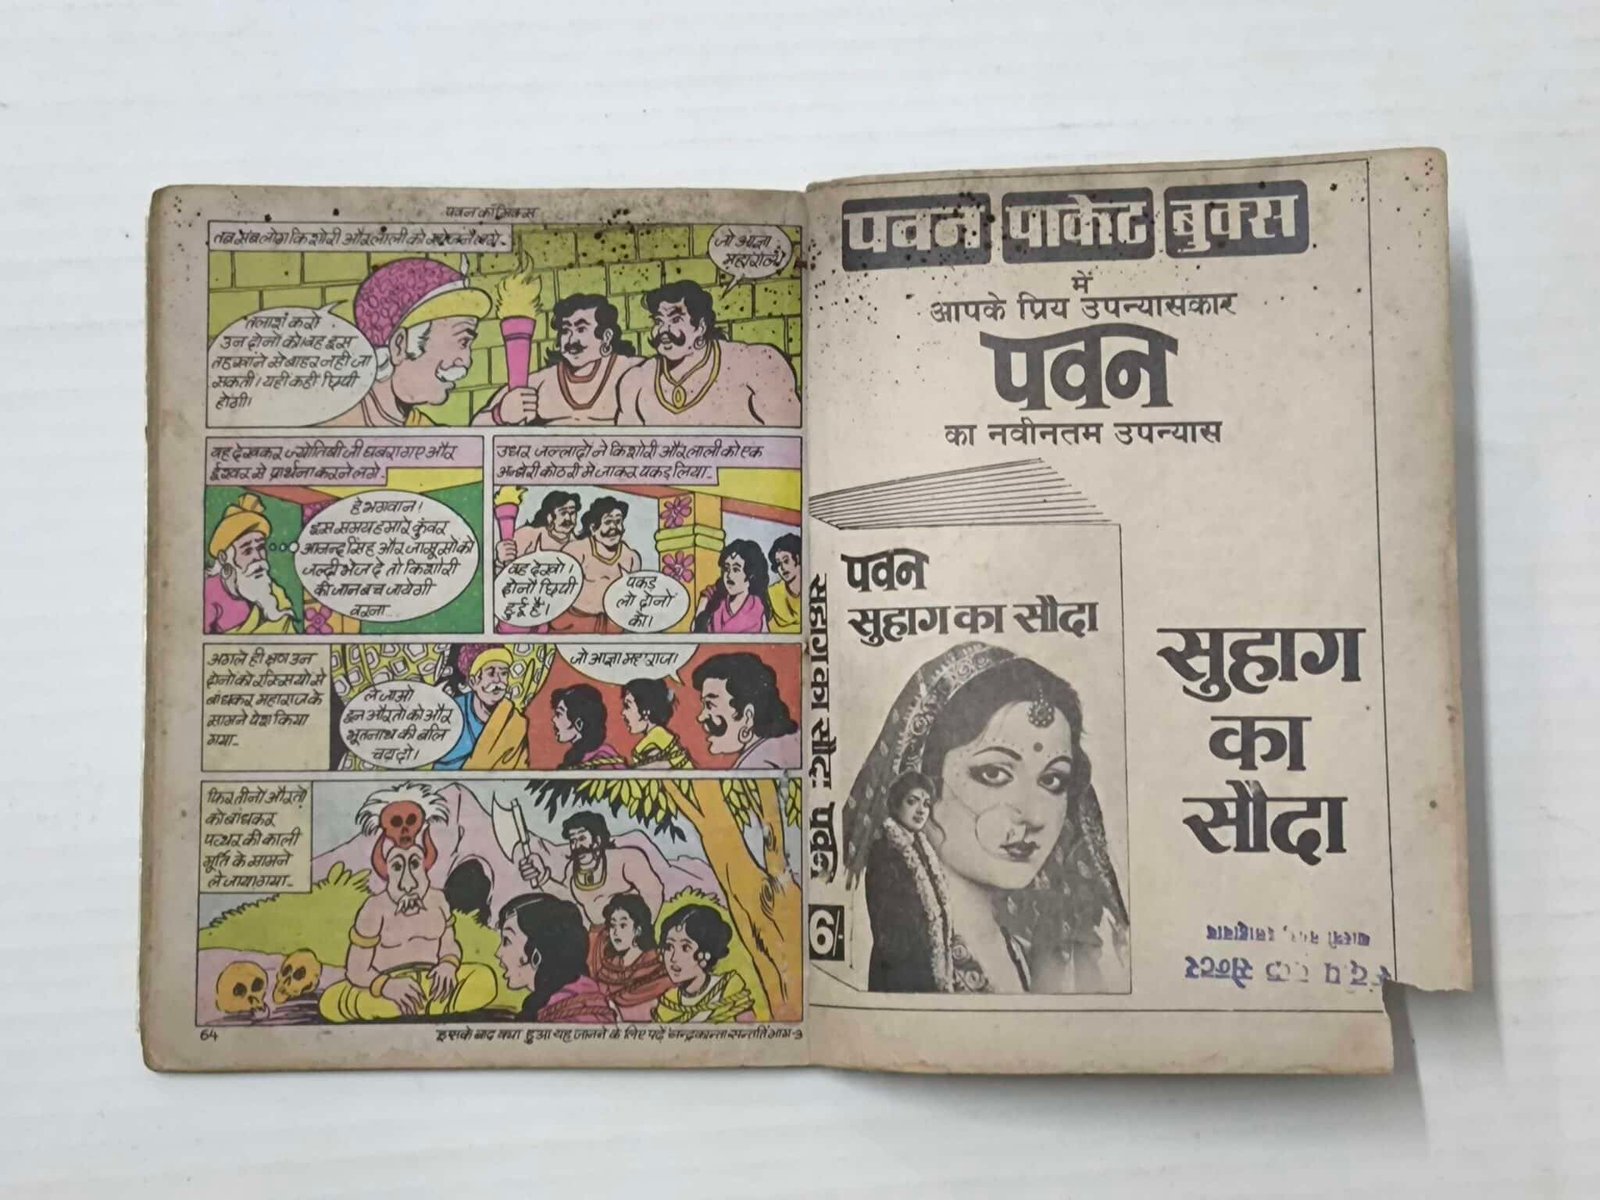 पवन कॉमिक्स
तब सब लोग किशोरी और लाली को खोजने लगे-
जो आज्ञा
महाराज।
तलाश करो
उन दोनों को। वह इस
तहखाने से बाहर नहीं जा
सकती। यहीं कहीं छिपी
होंगी।
यह देखकर ज्योतिषी जी घबरा गए और
ईश्वर से प्रार्थना करने लगे-
हे भगवान!
इस समय हमारे कुंवर
आनन्द सिंह और जासूसों को
जल्दी भेज दे तो किशोरी
की जान बच जायेगी
वरना...
उधर जल्लादों ने किशोरी और लाली को एक
अन्धेरी कोठरी में जाकर पकड़ लिया-
वह देखो।
दोनों छिपी
हुई हैं।
पकड़
लो दोनों
को।
अगले ही क्षण उन
दोनों को रस्सियों से
बांधकर महाराज के
सामने पेश किया
गया-
ले जाओ
इन औरतों को और
भूतनाथ की बलि
चढ़ा दो।
जो आज्ञा महाराज।
फिर तीनों औरतों
को बांधकर
पत्थर की काली
मूर्ति के सामने
ले जाया गया-
64
इसके बाद क्या हुआ यह जानने के लिए पढ़ें चन्द्रकान्ता सन्तति भाग-3
पवन पाकेट बुक्स
में
आपके प्रिय उपन्यासकार
पवन
का नवीनतम उपन्यास
पवन
सुहाग का सौदा
सुहाग का सौदा पवन
सुहाग
का
सौदा
बुक सेन्टर